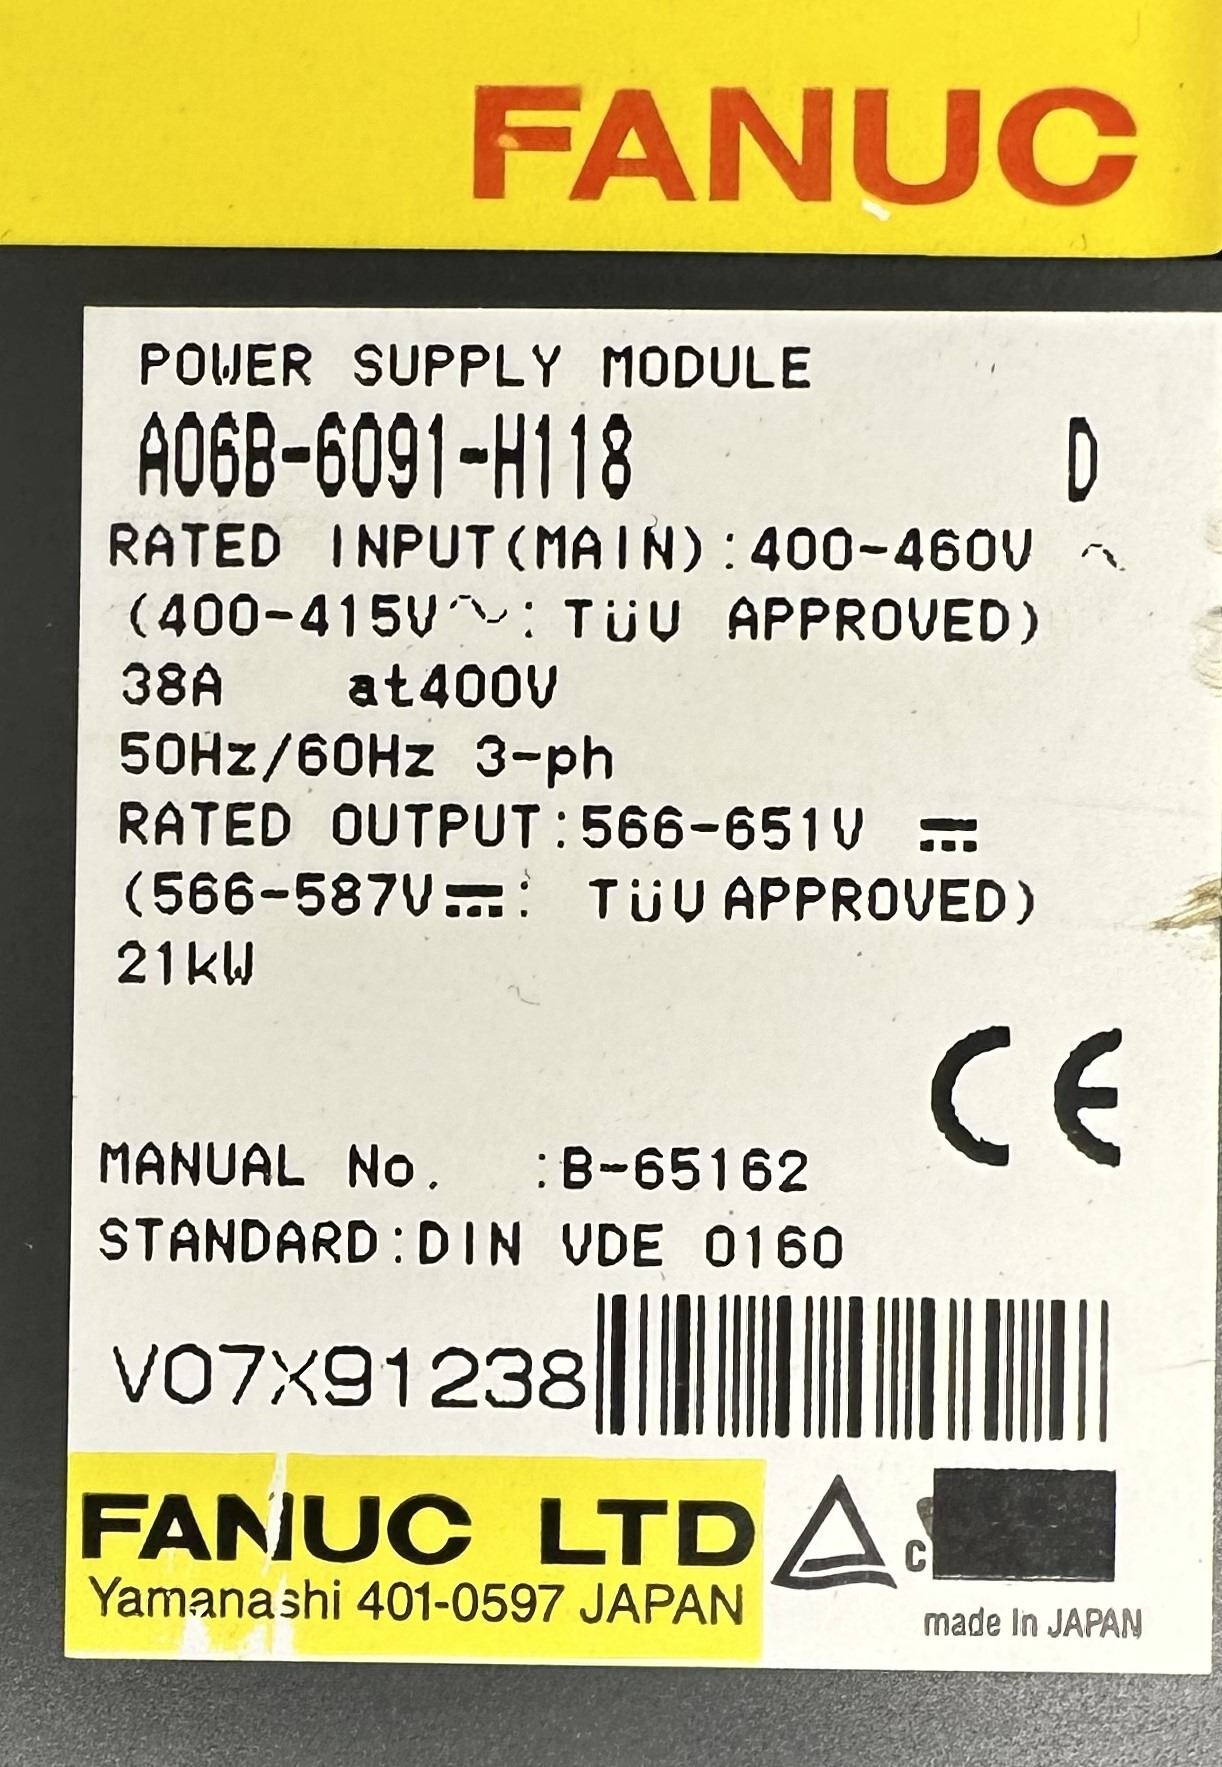 FANUC
POWER SUPPLY MODULE
A06B-6091-H118 D
RATED INPUT(MAIN):400-460V ~
(400-415V~: TüV APPROVED)
38A at400V
50Hz/60Hz 3-ph
RATED OUTPUT:566-651V ⎓
(566-587V⎓: TüV APPROVED)
21kW
CE
MANUAL No. :B-65162
STANDARD:DIN VDE 0160
V07X91238
FANUC LTD
Yamanashi 401-0597 JAPAN
c
made in JAPAN